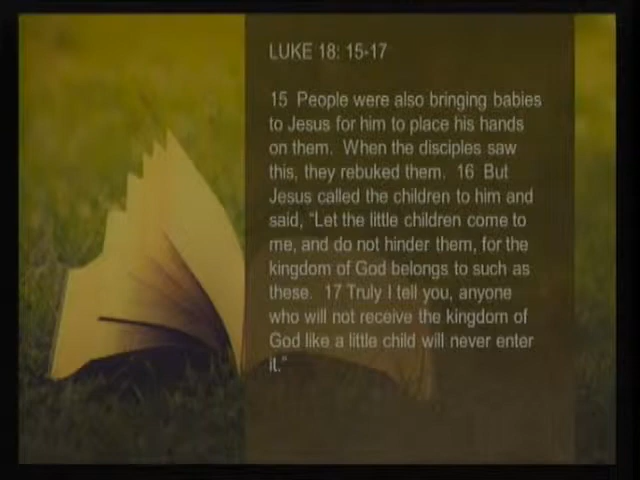 LUKE 18: 15-17
15 People were also bringing babies
to Jesus for him to place his hands
on them. When the disciples saw
this, they rebuked them. 16 But
Jesus called the children to him and
said, “Let the little children come to
me, and do not hinder them, for the
kingdom of God belongs to such as
these. 17 Truly I tell you, anyone
who will not receive the kingdom of
God like a little child will never enter
it.”